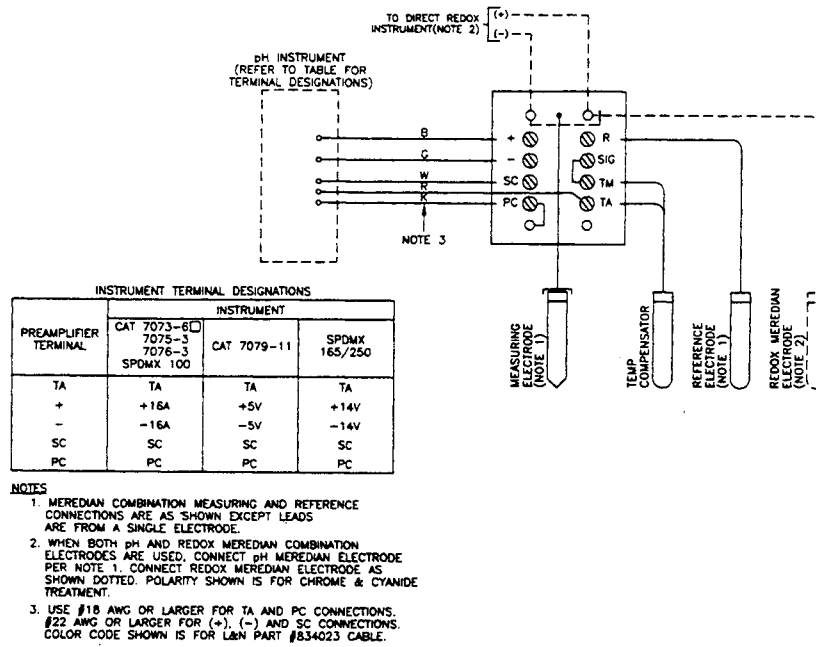 TO DIRECT REDOX
INSTRUMENT(NOTE 2)
(+)
(-)
pH INSTRUMENT
(REFER TO TABLE FOR
TERMINAL DESIGNATIONS)
B
G
W
R
K
NOTE 3
+
-
SC
PC
R
SIG
TM
TA
MEASURING
ELECTRODE
(NOTE 1)
TEMP
COMPENSATOR
REFERENCE
ELECTRODE
(NOTE 1)
REDOX MEREDIAN
ELECTRODE
(NOTE 2)
INSTRUMENT TERMINAL DESIGNATIONS
PREAMPLIFIER
TERMINAL
INSTRUMENT
CAT 7073-6□
7075-3
7076-3
SPDMX 100
CAT 7079-11
SPDMX
165/250
TA TA TA TA
+ +16A +5V +14V
- -16A -5V -14V
SC SC SC SC
PC PC PC PC
NOTES
1. MEREDIAN COMBINATION MEASURING AND REFERENCE
CONNECTIONS ARE AS SHOWN EXCEPT LEADS
ARE FROM A SINGLE ELECTRODE.
2. WHEN BOTH pH AND REDOX MEREDIAN COMBINATION
ELECTRODES ARE USED, CONNECT pH MEREDIAN ELECTRODE
PER NOTE 1. CONNECT REDOX MEREDIAN ELECTRODE AS
SHOWN DOTTED. POLARITY SHOWN IS FOR CHROME & CYANIDE
TREATMENT.
3. USE #18 AWG OR LARGER FOR TA AND PC CONNECTIONS.
#22 AWG OR LARGER FOR (+), (-) AND SC CONNECTIONS.
COLOR CODE SHOWN IS FOR L&N PART #834023 CABLE.